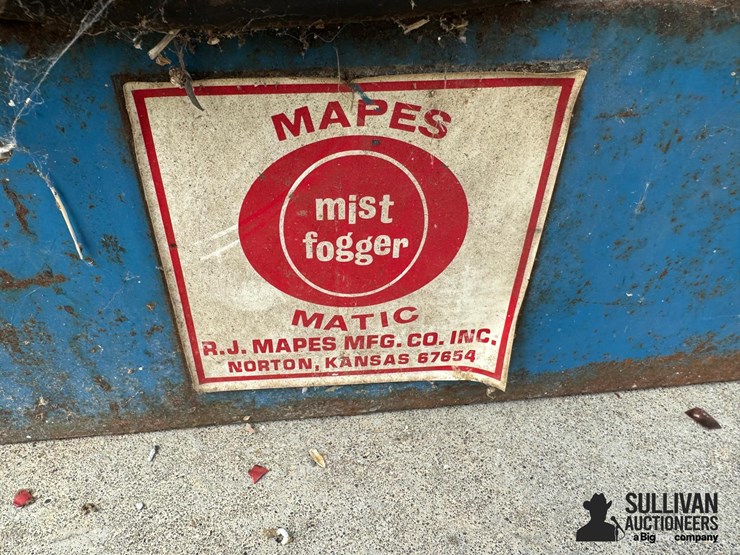 MAPES
mist
fogger
MATIC
R.J. MAPES MFG. CO. INC.
NORTON, KANSAS 67654
SULLIVAN
AUCTIONEERS
a Big company